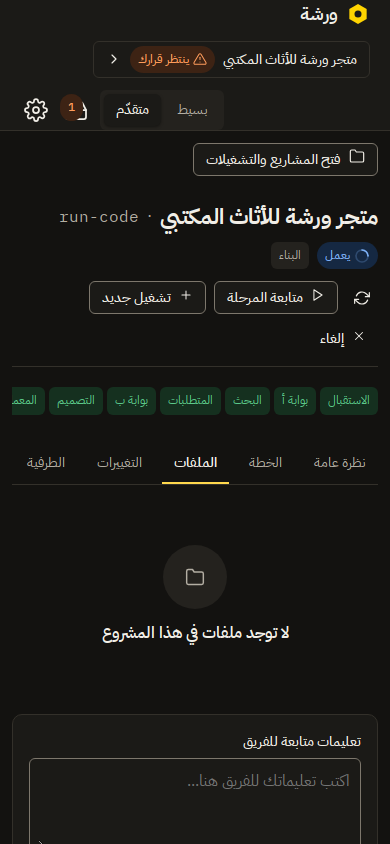 ورشة
متجر ورشة للأثاث المكتبي ينتظر قرارك
بسيط متقدّم 1
فتح المشاريع والتشغيلات
متجر ورشة للأثاث المكتبي · run-code
يعمل البناء
متابعة المرحلة تشغيل جديد
إلغاء
الاستقبال بوابة أ البحث المتطلبات بوابة ب التصميم
نظرة عامة الخطة الملفات التغييرات الطرفية
لا توجد ملفات في هذا المشروع
تعليمات متابعة للفريق
اكتب تعليماتك للفريق هنا...